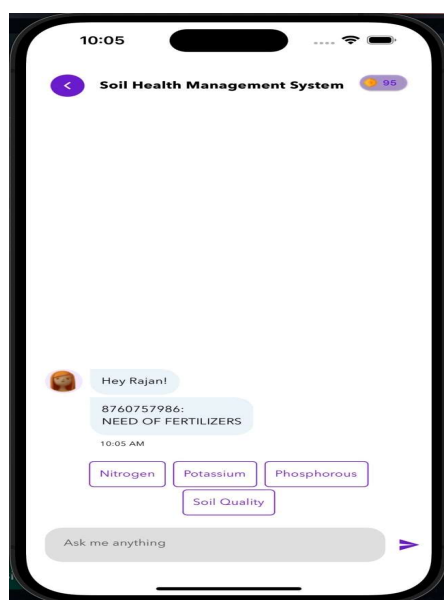 10:05
Soil Health Management System
95
Hey Rajan!
8760757986:
NEED OF FERTILIZERS
10:05 AM
Nitrogen
Potassium
Phosphorous
Soil Quality
Ask me anything